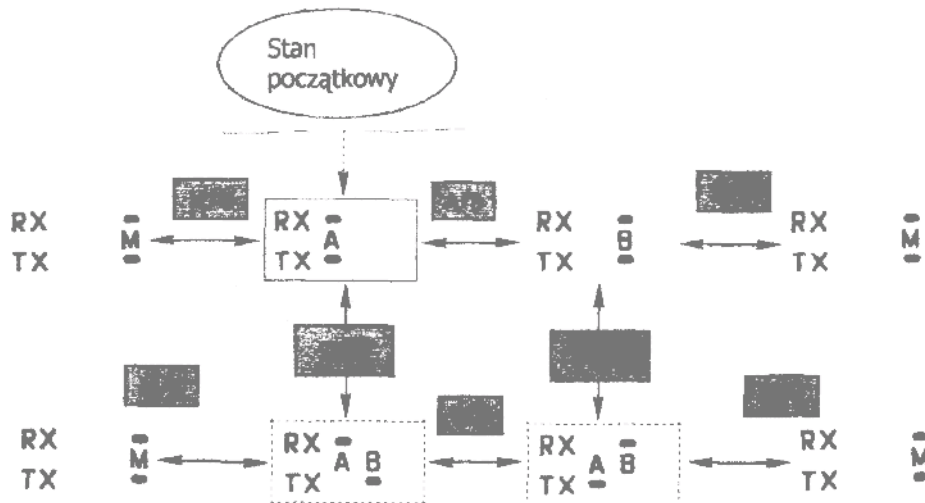 Stan
początkowy
RX M RX A RX B RX M
TX TX TX TX
RX M RX A B RX A B RX M
TX TX TX TX